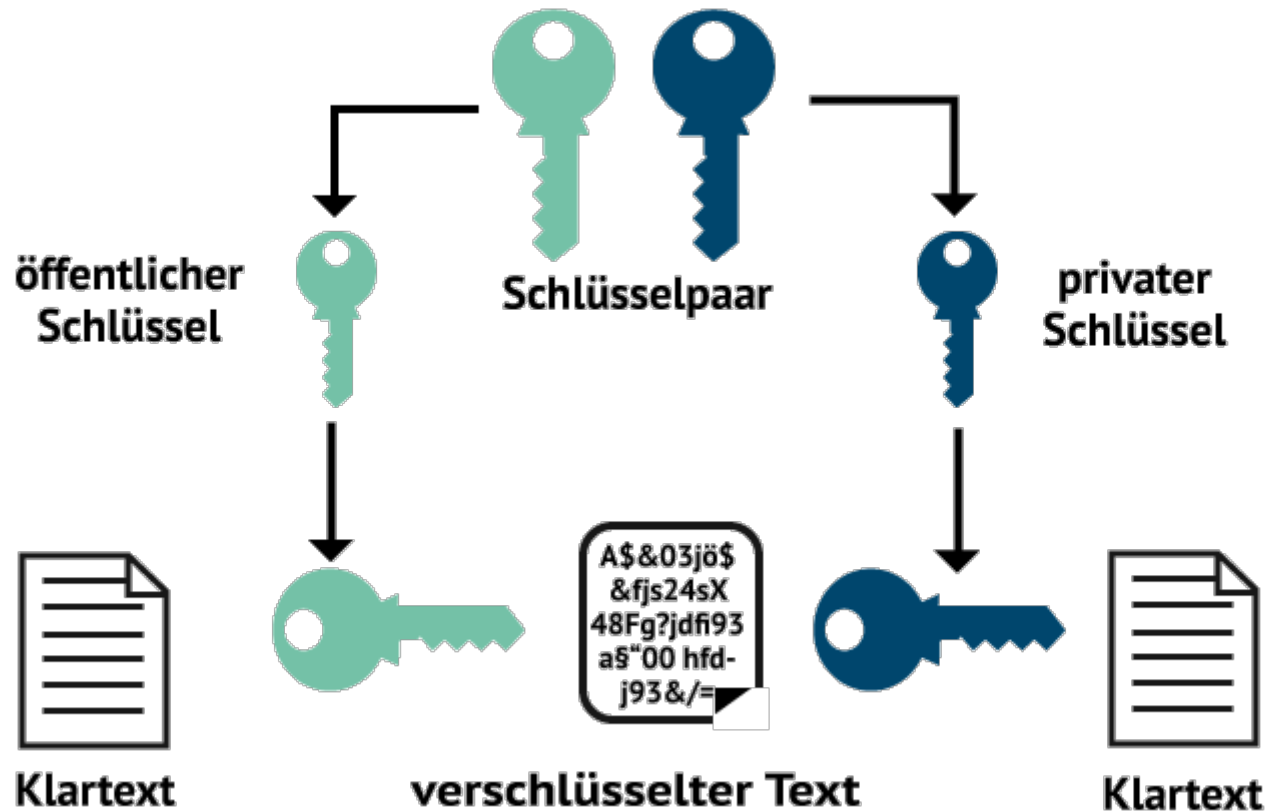 Schlüsselpaar
öffentlicher
Schlüssel
privater
Schlüssel
A$&03jö$
&fjs24sX
48Fg?jdfi93
a§“00 hfd-
j93&/=
Klartext
verschlüsselter Text
Klartext